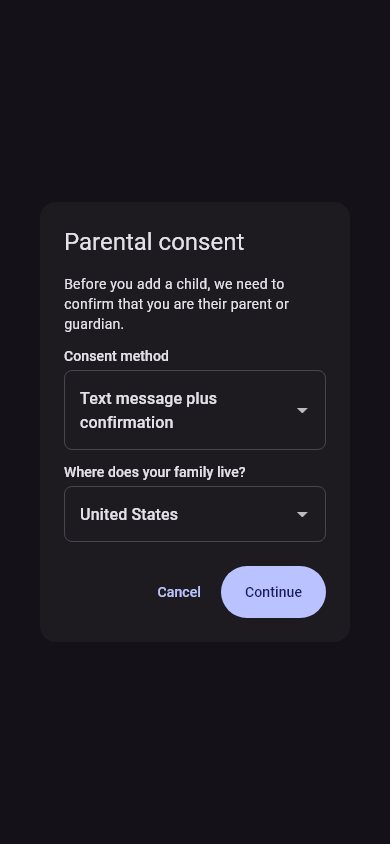 Parental consent
Before you add a child, we need to
confirm that you are their parent or
guardian.
Consent method
Text message plus
confirmation
Where does your family live?
United States
Cancel
Continue